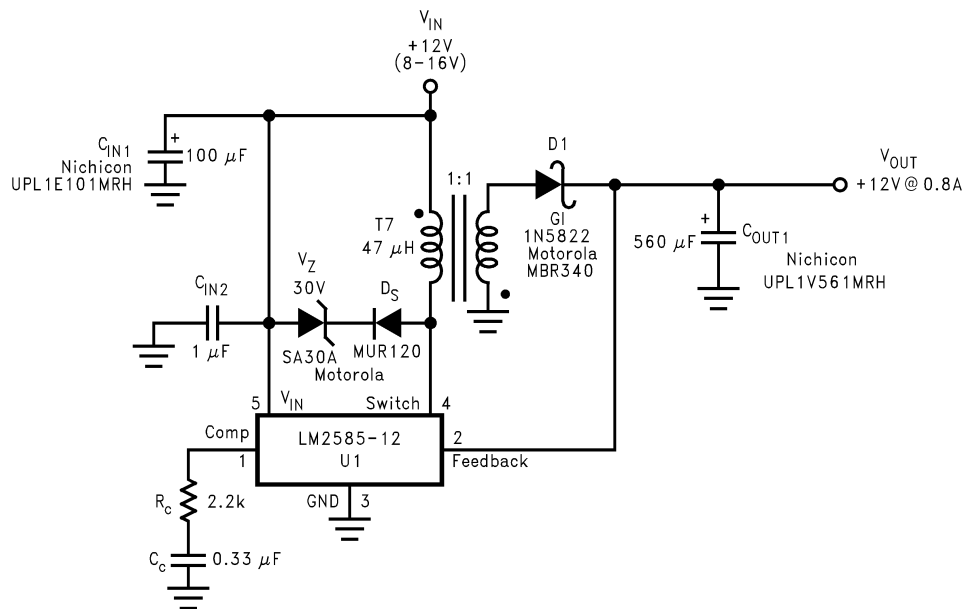 V_IN
+12V
(8-16V)
C_IN1
Nichicon
UPL1E101MRH
+
100 μF
D1
1:1
V_OUT
+12V@0.8A
T7
47 μH
GI
1N5822
Motorola
MBR340
+
560 μF
C_OUT1
Nichicon
UPL1V561MRH
V_Z
30V
D_S
C_IN2
1 μF
SA30A
MUR120
Motorola
5
V_IN
Switch
4
Comp
1
LM2585-12
U1
2
Feedback
GND
3
R_c
2.2k
C_c
0.33 μF